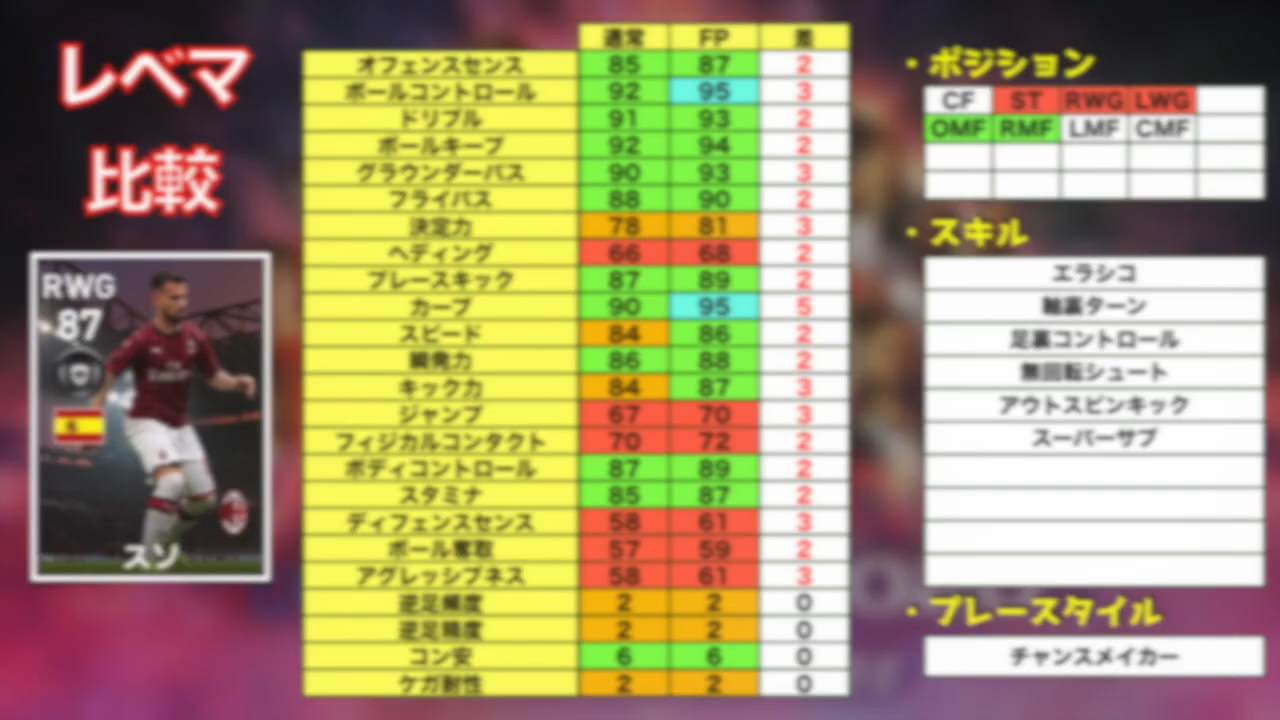 レベマ
比較
RWG
87
スソ
通常 FP 差
オフェンスセンス 85 87 2
ボールコントロール 92 95 3
ドリブル 91 93 2
ボールキープ 92 94 2
グラウンダーパス 90 93 3
フライパス 88 90 2
決定力 78 81 3
ヘディング 66 68 2
プレースキック 87 89 2
カーブ 90 95 5
スピード 84 86 2
瞬発力 86 88 2
キック力 84 87 3
ジャンプ 67 70 3
フィジカルコンタクト 70 72 2
ボディコントロール 87 89 2
スタミナ 85 87 2
ディフェンスセンス 58 61 3
ボール奪取 57 59 2
アグレッシブネス 58 61 3
逆足頻度 2 2 0
逆足精度 2 2 0
コン安 6 6 0
ケガ耐性 2 2 0
・ポジション
CF ST RWG LWG
OMF RMF LMF CMF
・スキル
エラシコ
軸裏ターン
足裏コントロール
無回転シュート
アウトスピンキック
スーパーサブ
・プレースタイル
チャンスメイカー